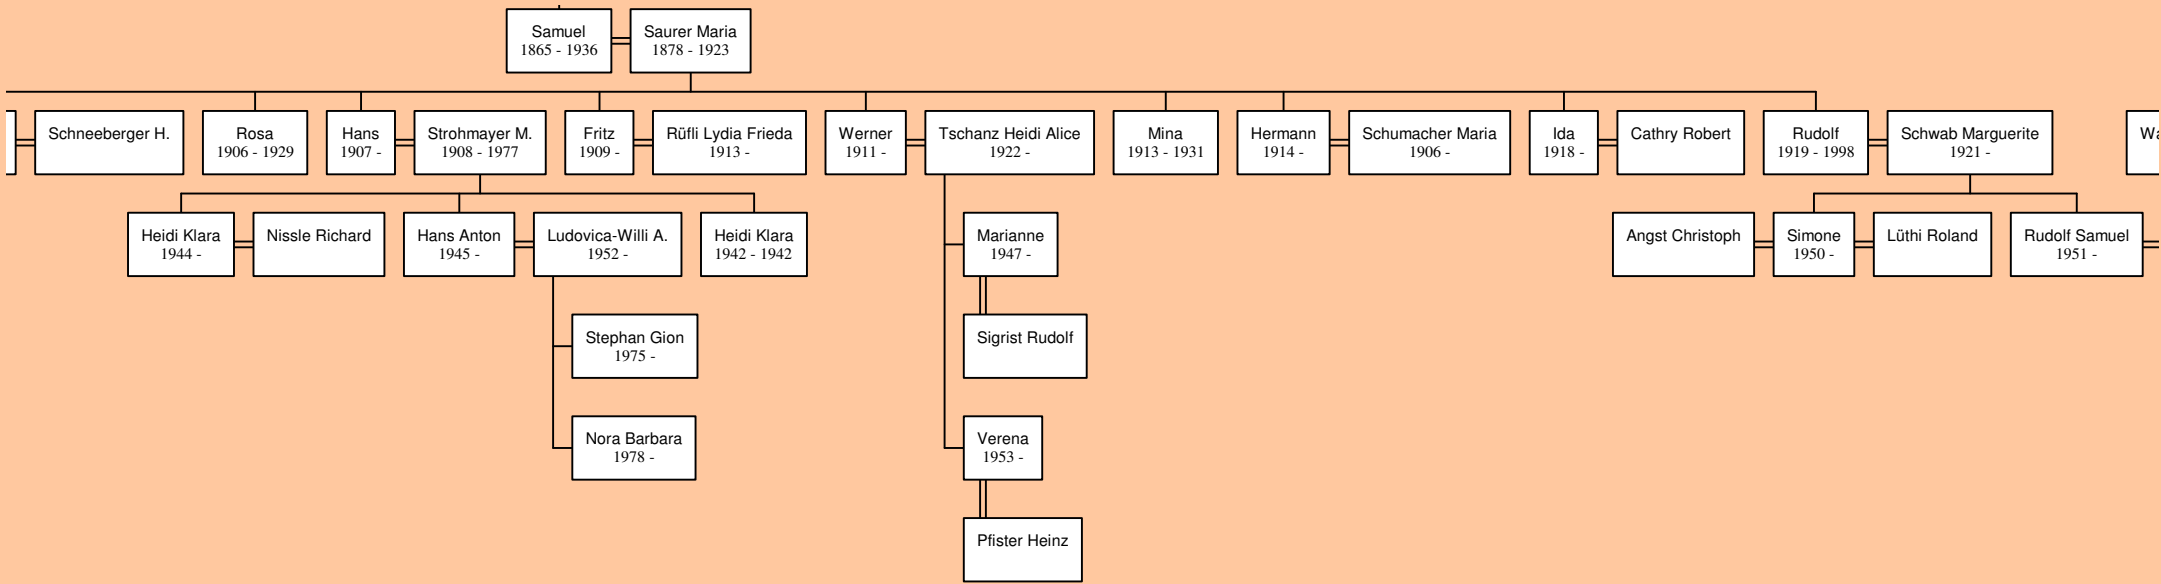 Samuel
1865 - 1936
Saurer Maria
1878 - 1923
Schneeberger H.
Rosa
1906 - 1929
Hans
1907 -
Strohmayer M.
1908 - 1977
Fritz
1909 -
Rüfli Lydia Frieda
1913 -
Werner
1911 -
Tschanz Heidi Alice
1922 -
Mina
1913 - 1931
Hermann
1914 -
Schumacher Maria
1906 -
Ida
1918 -
Cathry Robert
Rudolf
1919 - 1998
Schwab Marguerite
1921 -
Heidi Klara
1944 -
Nissle Richard
Hans Anton
1945 -
Ludovica-Willi A.
1952 -
Heidi Klara
1942 - 1942
Marianne
1947 -
Angst Christoph
Simone
1950 -
Lüthi Roland
Rudolf Samuel
1951 -
Stephan Gion
1975 -
Sigrist Rudolf
Nora Barbara
1978 -
Verena
1953 -
Pfister Heinz